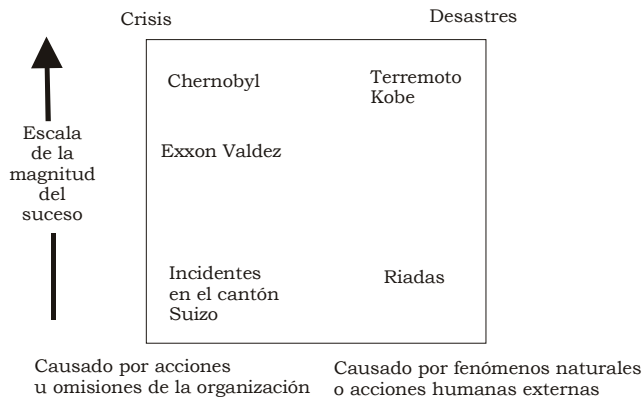 Crisis
Desastres
Chernobyl
Terremoto
Kobe
Escala
de la
magnitud
del
suceso
Exxon Valdez
Incidentes
en el cantón
Suizo
Riadas
Causado por acciones
u omisiones de la organización
Causado por fenómenos naturales
o acciones humanas externas